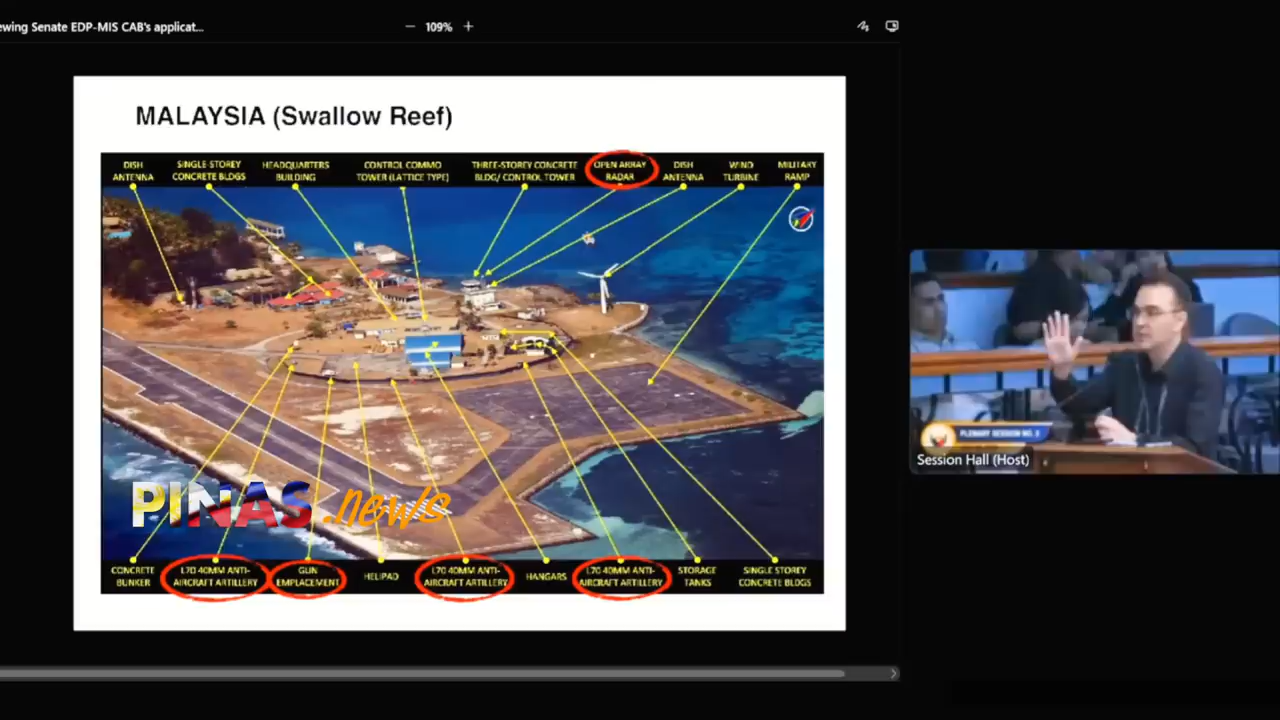 ewing Senate EDP-MIS CAB's applicat...
109%
MALAYSIA (Swallow Reef)
DISH ANTENNA
SINGLE-STOREY CONCRETE BLDGS
HEADQUARTERS BUILDING
CONTROL COMMO TOWER (LATTICE TYPE)
THREE-STOREY CONCRETE BLDG/ CONTROL TOWER
OPEN ARRAY RADAR
DISH ANTENNA
WIND TURBINE
MILITARY RAMP
PINAS.news
CONCRETE BUNKER
L70 40MM ANTI-AIRCRAFT ARTILLERY
GUN EMPLACEMENT
HELIPAD
L70 40MM ANTI-AIRCRAFT ARTILLERY
HANGARS
L70 40MM ANTI-AIRCRAFT ARTILLERY
STORAGE TANKS
SINGLE STOREY CONCRETE BLDGS
PLENARY SESSION NO. 3
Session Hall (Host)